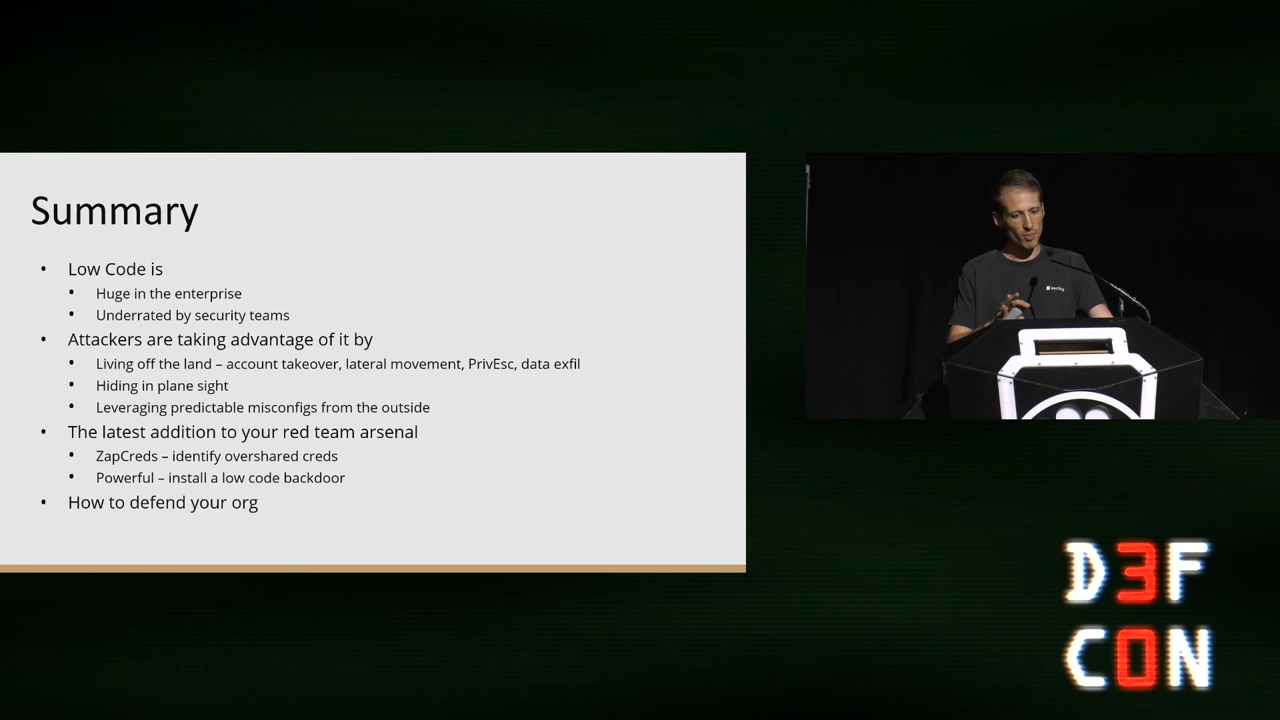 Summary
• Low Code is
• Huge in the enterprise
• Underrated by security teams
• Attackers are taking advantage of it by
• Living off the land – account takeover, lateral movement, PrivEsc, data exfil
• Hiding in plane sight
• Leveraging predictable misconfigs from the outside
• The latest addition to your red team arsenal
• ZapCreds – identify overshared creds
• Powerful – install a low code backdoor
• How to defend your org
D3F
C0N